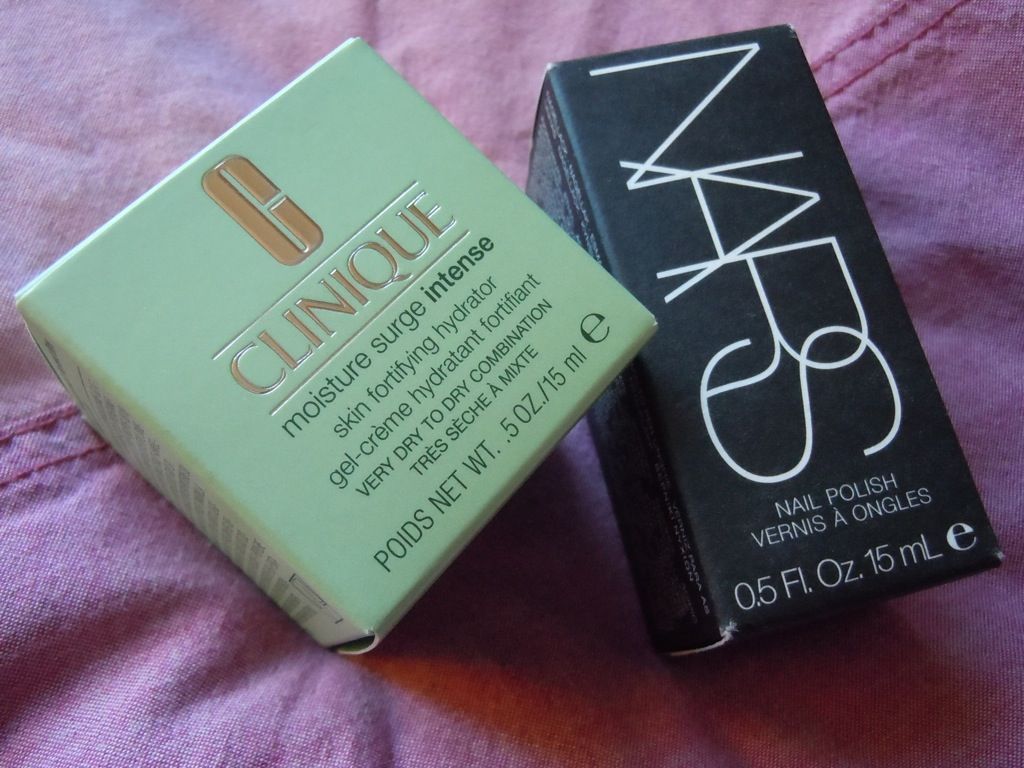 CLINIQUE
moisture surge intense
skin fortifying hydrator
gel-crème hydratant fortifiant
VERY DRY TO DRY COMBINATION
TRÈS SÈCHE À MIXTE
POIDS NET WT. .5 OZ./15 ml e
NARS
NAIL POLISH
VERNIS À ONGLES
0.5 Fl. Oz. 15 mL e